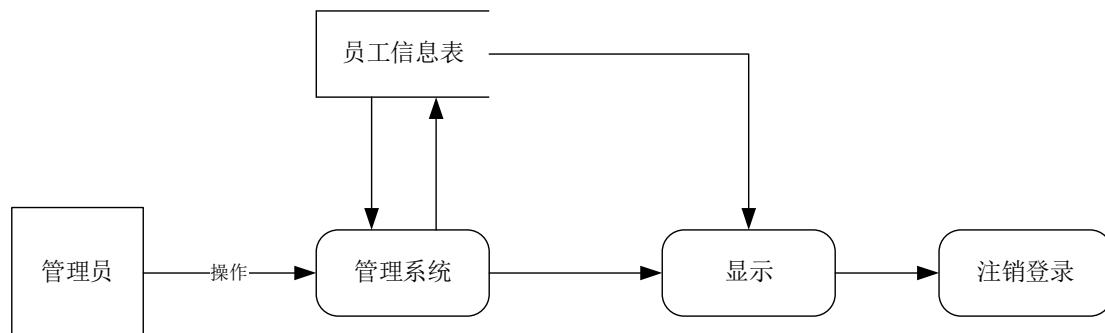 员工信息表
管理员
操作
管理系统
显示
注销登录